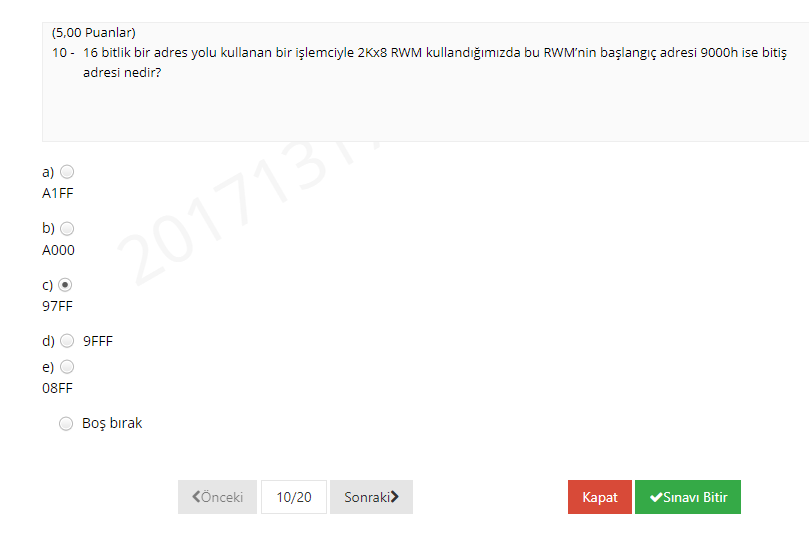 (5,00 Puanlar)
10 - 16 bitlik bir adres yolu kullanan bir işlemciyle 2Kx8 RWM kullandığımızda bu RWM'nin başlangıç adresi 9000h ise bitiş
adresi nedir?
a)
A1FF
b)
A000
c)
97FF
d) 9FFF
e)
08FF
Boş bırak
Önceki 10/20 Sonraki Kapat Sınavı Bitir